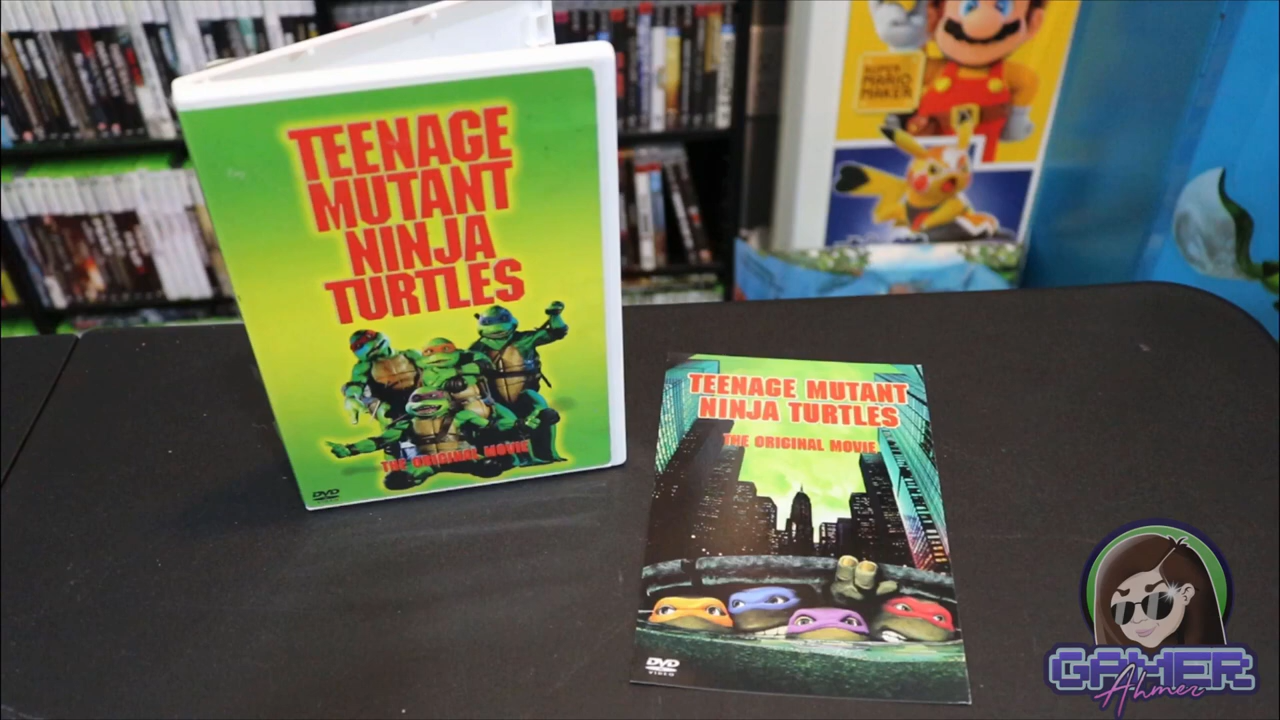 TEENAGE
MUTANT
NINJA
TURTLES
THE ORIGINAL MOVIE
DVD
SUPER
MARIO
MAKER
TEENAGE MUTANT
NINJA TURTLES
THE ORIGINAL MOVIE
DVD
VIDEO
GAMER
Ahmez